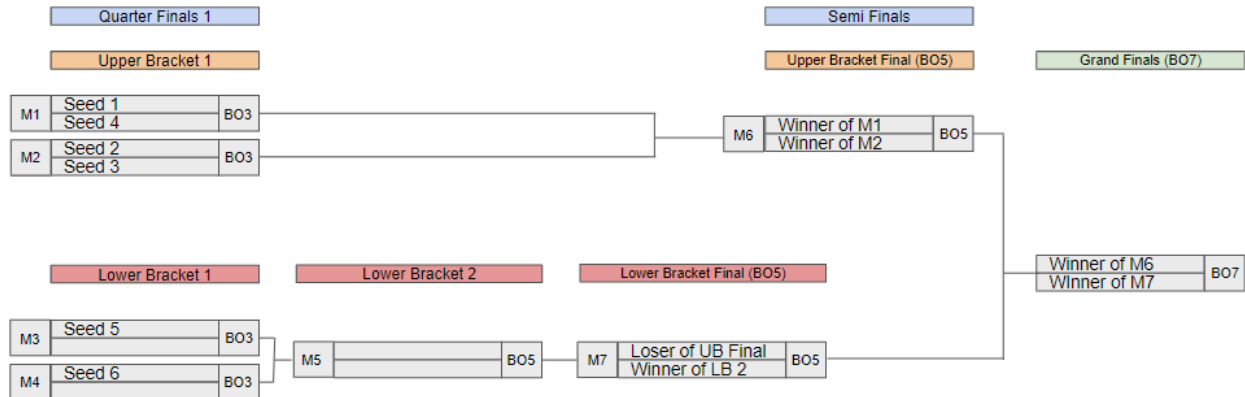 Quarter Finals 1
Semi Finals
Upper Bracket 1
Upper Bracket Final (BO5)
Grand Finals (BO7)
M1
Seed 1
Seed 4
BO3
M2
Seed 2
Seed 3
BO3
M6
Winner of M1
Winner of M2
BO5
Lower Bracket 1
Lower Bracket 2
Lower Bracket Final (BO5)
Winner of M6
WInner of M7
BO7
M3
Seed 5
BO3
M4
Seed 6
BO3
M5
BO5
M7
Loser of UB Final
Winner of LB 2
BO5